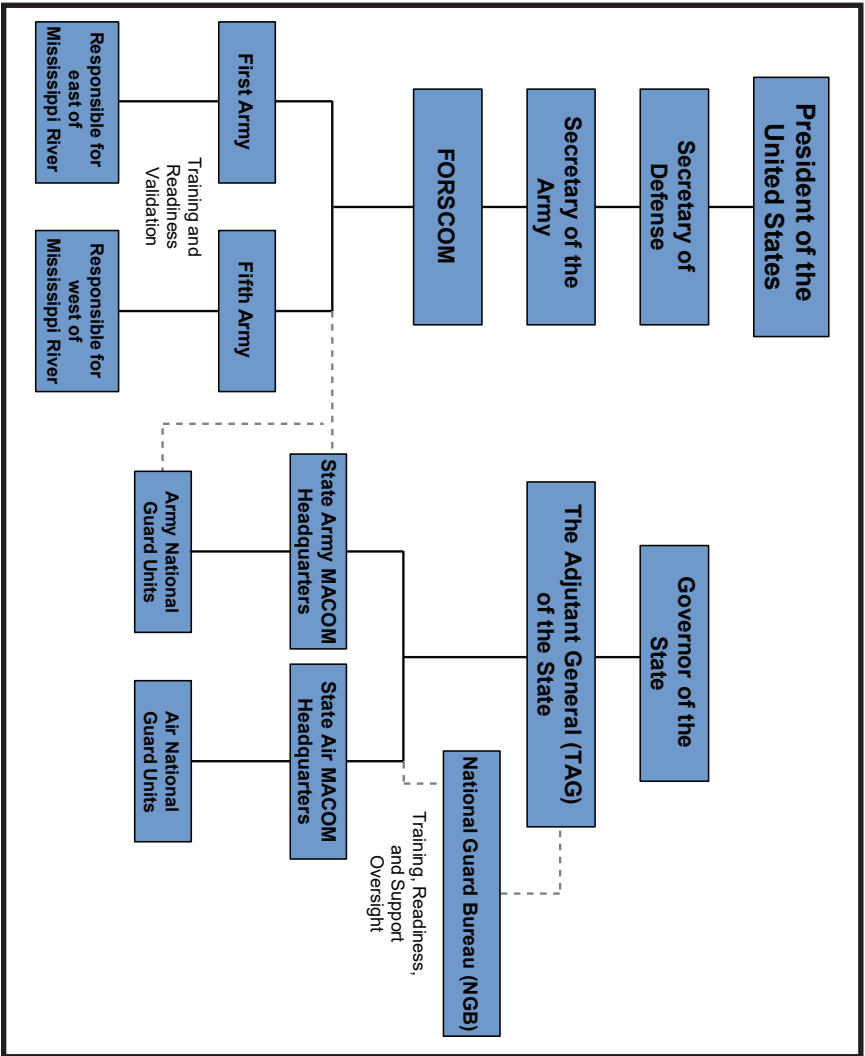 President of the
United States
Secretary of
Defense
Secretary of the
Army
FORSCOM
First Army
Fifth Army
Training and
Readiness
Validation
Responsible for
east of
Mississippi River
Responsible for
west of
Mississippi River
Governor of the
State
The Adjutant General (TAG)
of the State
National Guard Bureau (NGB)
Training, Readiness,
and Support
Oversight
State Army MACOM
Headquarters
State Air MACOM
Headquarters
Army National
Guard Units
Air National
Guard Units